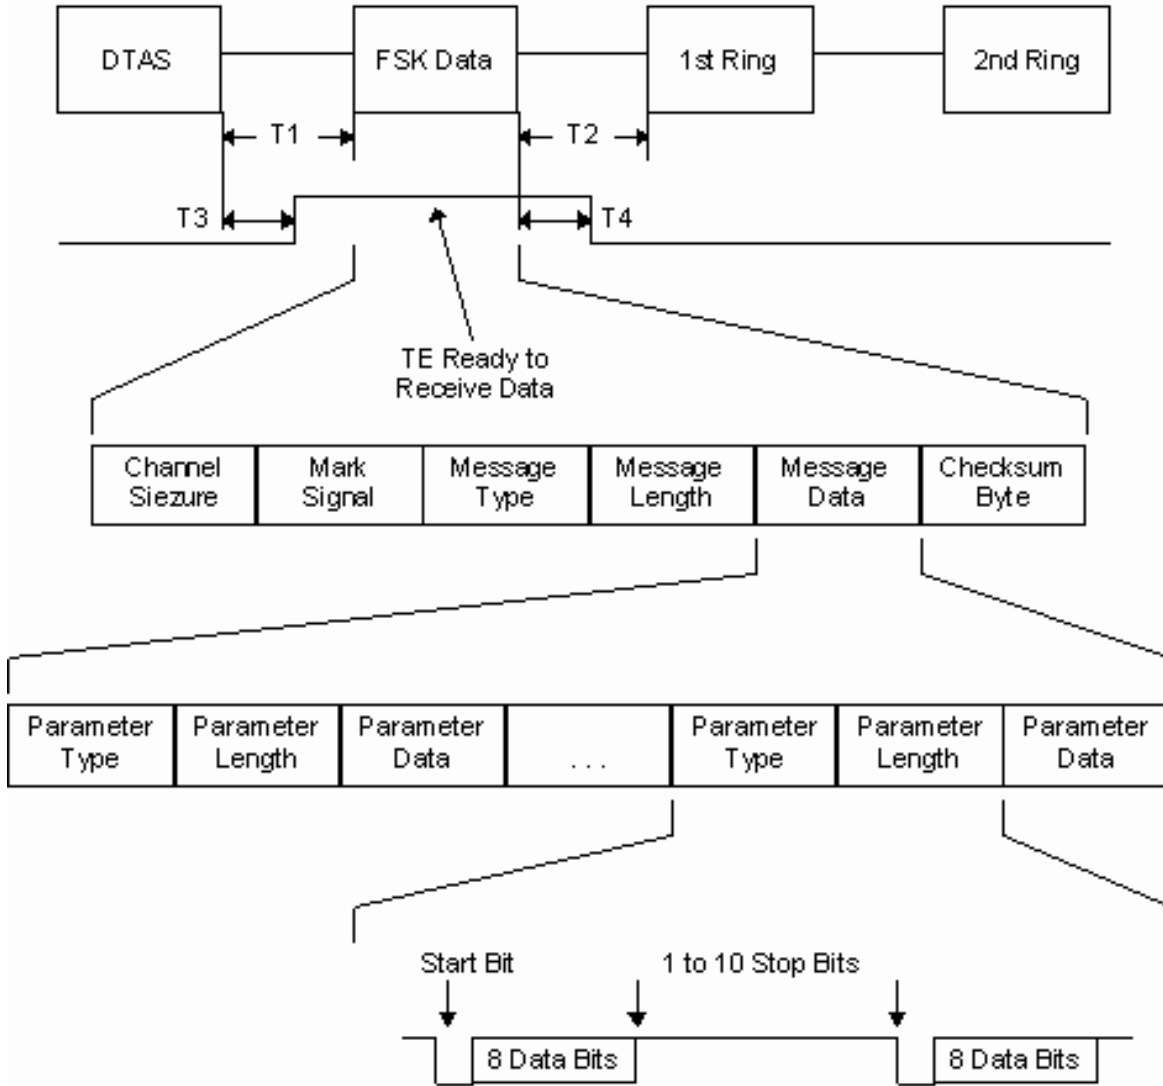 DTAS
FSK Data
1st Ring
2nd Ring
T1
T2
T3
T4
TE Ready to
Receive Data
Channel
Siezure
Mark
Signal
Message
Type
Message
Length
Message
Data
Checksum
Byte
Parameter
Type
Parameter
Length
Parameter
Data
. . .
Parameter
Type
Parameter
Length
Parameter
Data
Start Bit
1 to 10 Stop Bits
8 Data Bits
8 Data Bits